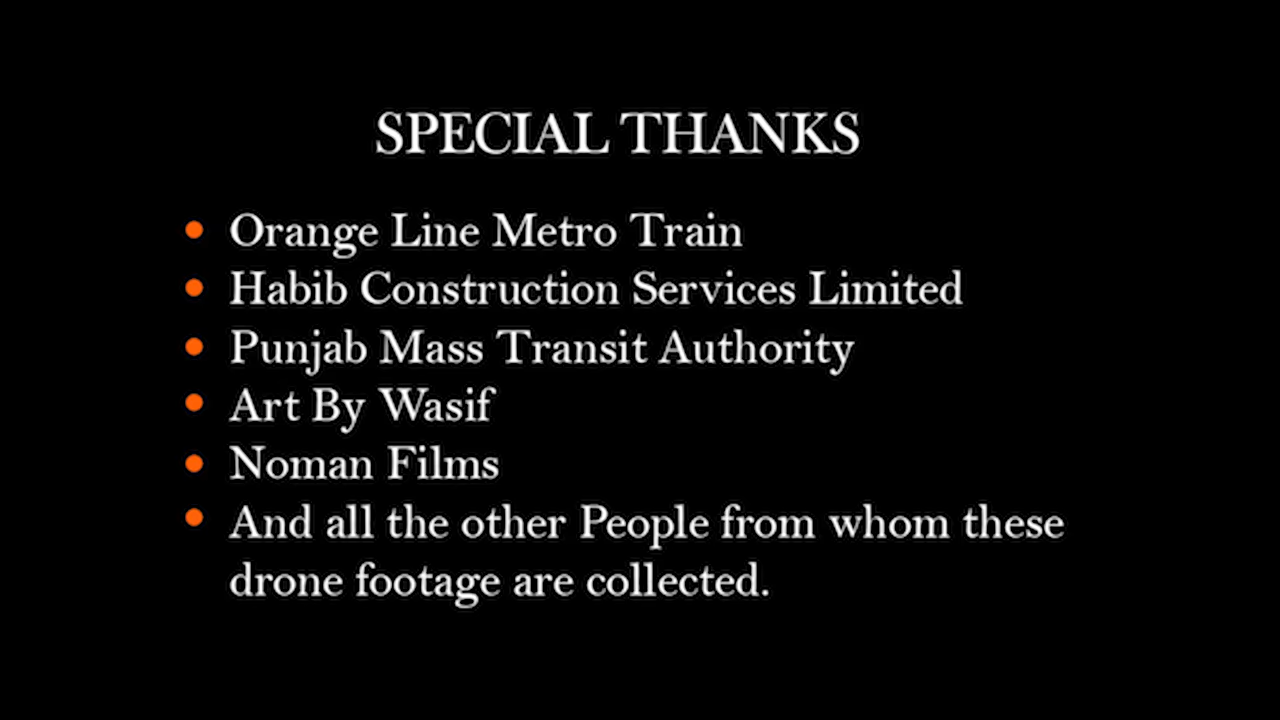 SPECIAL THANKS
• Orange Line Metro Train
• Habib Construction Services Limited
• Punjab Mass Transit Authority
• Art By Wasif
• Noman Films
• And all the other People from whom these
drone footage are collected.